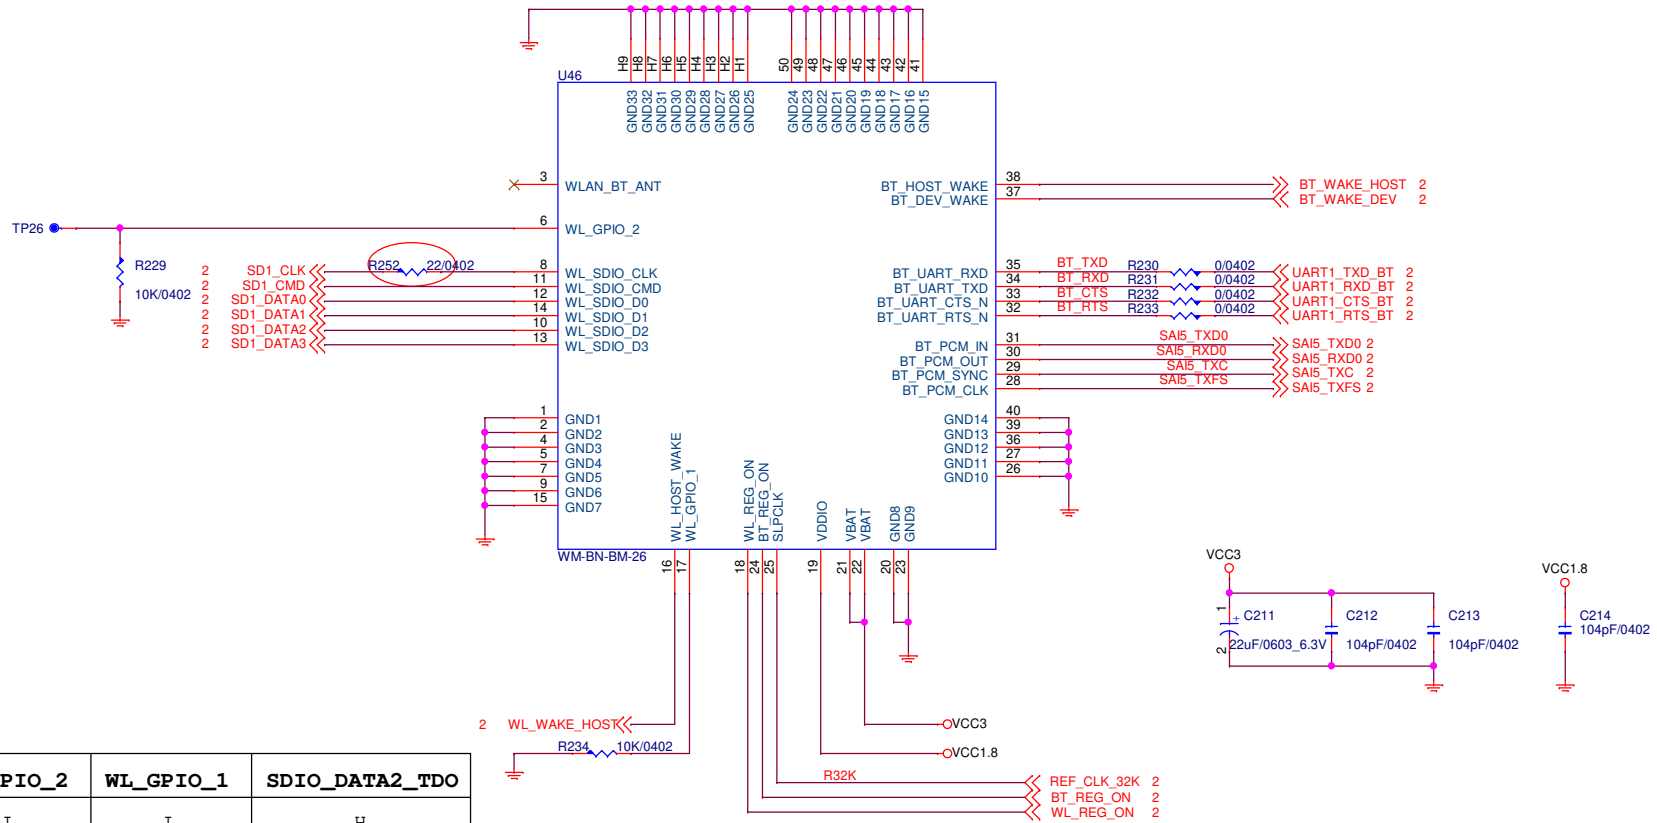 H9 H8 H7 H6 H5 H4 H3 H2 H1 50 49 48 47 46 45 44 43 42 41
U46
GND33 GND32 GND31 GND30 GND29 GND28 GND27 GND26 GND25 GND24 GND23 GND22 GND21 GND20 GND19 GND18 GND17 GND16 GND15
3 WLAN_BT_ANT
BT_HOST_WAKE 38 BT_WAKE_HOST 2
BT_DEV_WAKE 37 BT_WAKE_DEV 2
TP26 6 WL_GPIO_2
R229
10K/0402
2 SD1_CLK R252 22/0402 8 WL_SDIO_CLK
2 SD1_CMD 11 WL_SDIO_CMD
2 SD1_DATA0 12 WL_SDIO_D0
2 SD1_DATA1 14 WL_SDIO_D1
2 SD1_DATA2 10 WL_SDIO_D2
2 SD1_DATA3 13 WL_SDIO_D3
BT_UART_RXD 35 BT_TXD R230 0/0402 UART1_TXD_BT 2
BT_UART_TXD 34 BT_RXD R231 0/0402 UART1_RXD_BT 2
BT_UART_CTS_N 33 BT_CTS R232 0/0402 UART1_CTS_BT 2
BT_UART_RTS_N 32 BT_RTS R233 0/0402 UART1_RTS_BT 2
BT_PCM_IN 31 SAI5_TXD0 SAI5_TXD0 2
BT_PCM_OUT 30 SAI5_RXD0 SAI5_RXD0 2
BT_PCM_SYNC 29 SAI5_TXC SAI5_TXC 2
BT_PCM_CLK 28 SAI5_TXFS SAI5_TXFS 2
1 GND1
2 GND2
4 GND3
5 GND4
7 GND5
9 GND6
15 GND7
GND14 40
GND13 39
GND12 36
GND11 27
GND10 26
WL_HOST_WAKE WL_GPIO_1 WL_REG_ON BT_REG_ON SLPCLK VDDIO VBAT VBAT GND8 GND9
WM-BN-BM-26
16 17 18 24 25 19 21 22 20 23
VCC3
1 + C211
2 22uF/0603_6.3V
C212
104pF/0402
C213
104pF/0402
VCC1.8
C214
104pF/0402
2 WL_WAKE_HOST
VCC3
R234 10K/0402
VCC1.8
R32K REF_CLK_32K 2
BT_REG_ON 2
WL_REG_ON 2
PIO_2 WL_GPIO_1 SDIO_DATA2_TDO